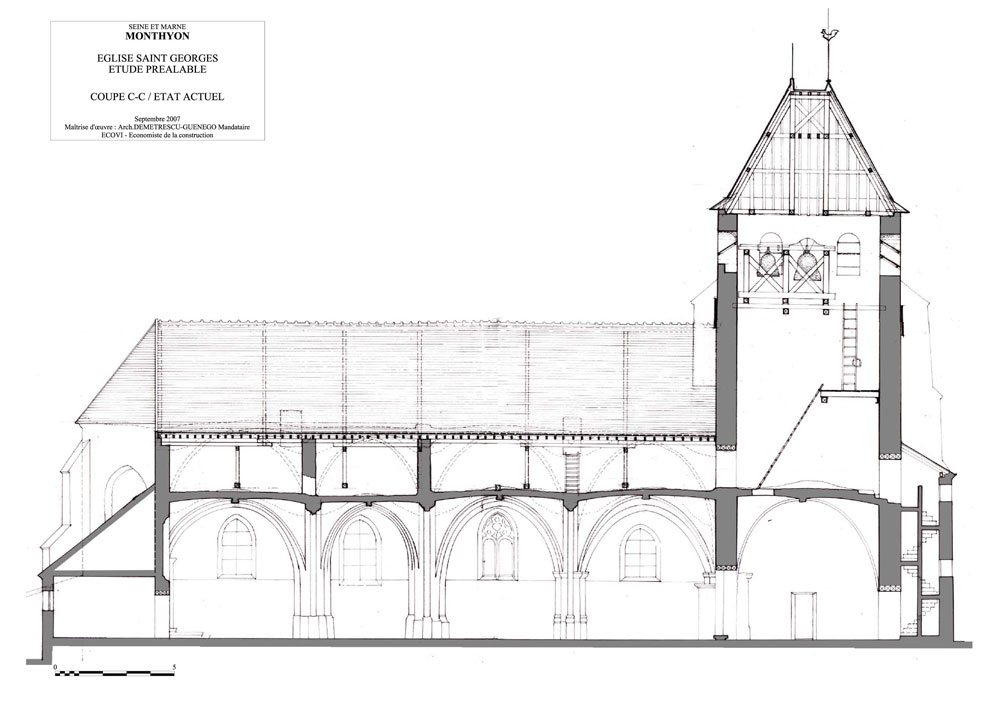 SEINE ET MARNE
MONTHYON
EGLISE SAINT GEORGES
ETUDE PREALABLE
COUPE C-C / ETAT ACTUEL
Septembre 2007
Maîtrise d'œuvre : Arch.DEMETRESCU-GUENEGO Mandataire
ECOVI - Economiste de la construction
0 5